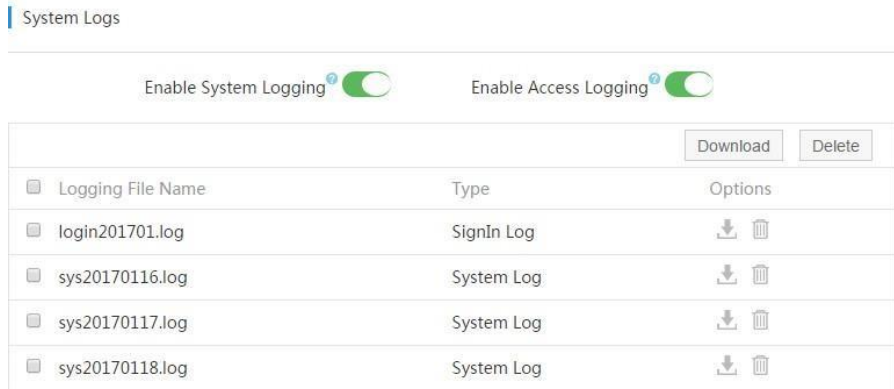 System Logs
Enable System Logging? Enable Access Logging?
Download Delete
Logging File Name Type Options
login201701.log SignIn Log
sys20170116.log System Log
sys20170117.log System Log
sys20170118.log System Log